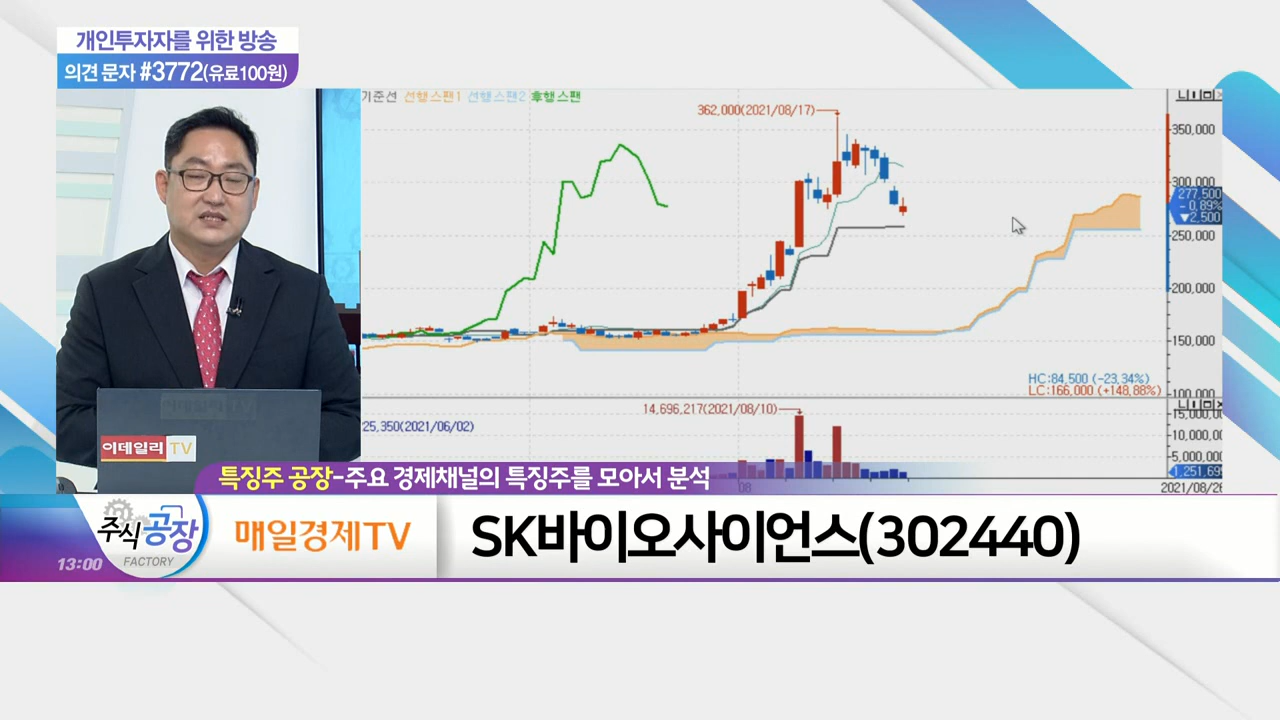 개인투자자를 위한 방송
의견 문자 #3772(유료100원)
기준선 선행스팬1 선행스팬2 후행스팬
362,000(2021/08/17)
350,000
300,000
277,500
- 0.89%
▼2,500
250,000
200,000
150,000
HC:84,500 (-23.34%)
LC:166,000 (+148.88%)
100,000
14,696,217(2021/08/10)
25,350(2021/06/02)
15,000,0
10,000,0
5,000,0
1,251,69
08
2021/08/26
이데일리 TV
특징주 공장-주요 경제채널의 특징주를 모아서 분석
주식공장
FACTORY
13:00
매일경제TV
SK바이오사이언스(302440)